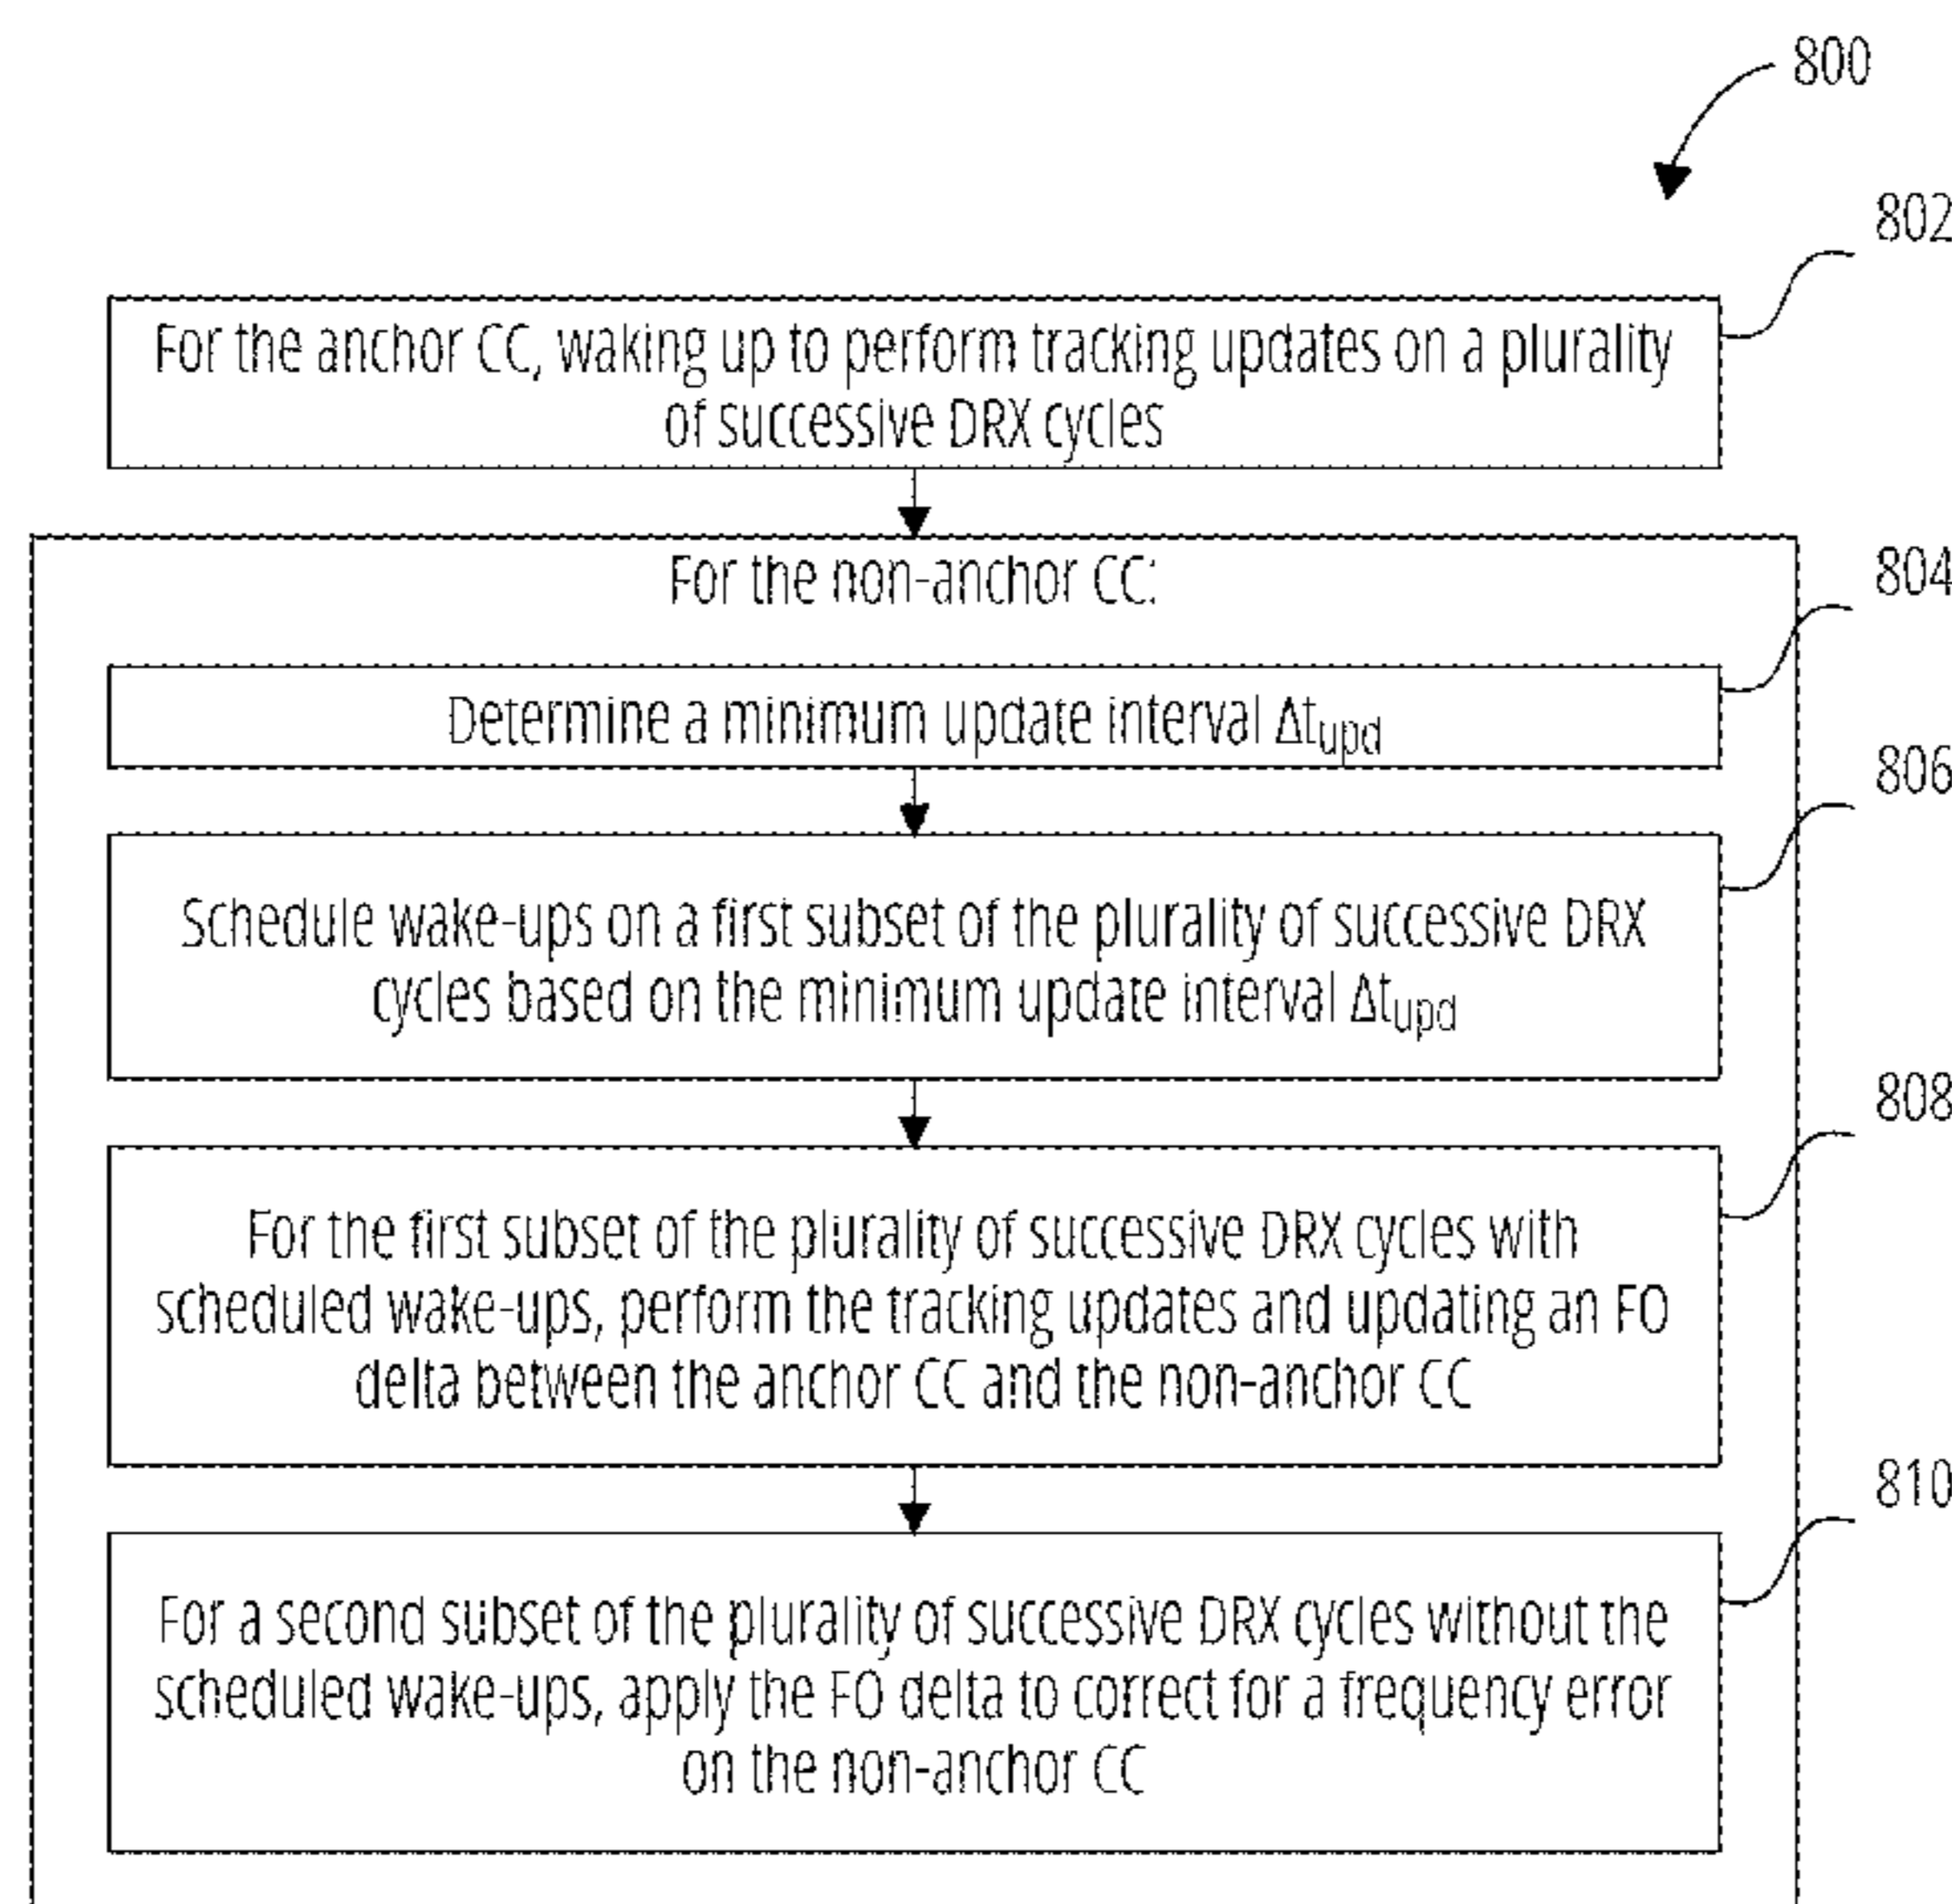 800
802
For the anchor CC, waking up to perform tracking updates on a plurality
of successive DRX cycles
For the non-anchor CC:
804
Determine a minimum update interval Δtupd
806
Schedule wake-ups on a first subset of the plurality of successive DRX
cycles based on the minimum update interval Δtupd
808
For the first subset of the plurality of successive DRX cycles with
scheduled wake-ups, perform the tracking updates and updating an FO
delta between the anchor CC and the non-anchor CC
810
For a second subset of the plurality of successive DRX cycles without the
scheduled wake-ups, apply the FO delta to correct for a frequency error
on the non-anchor CC